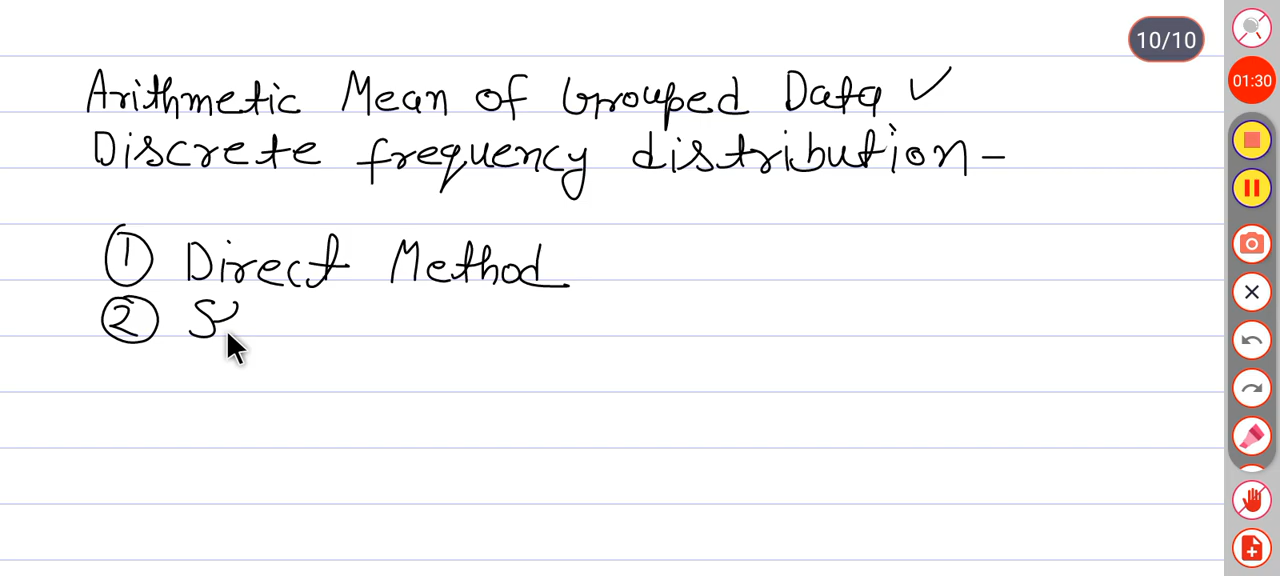 10/10
01:30
Arithmetic Mean of Grouped Data ✓
Discrete frequency distribution -
① Direct Method
② S